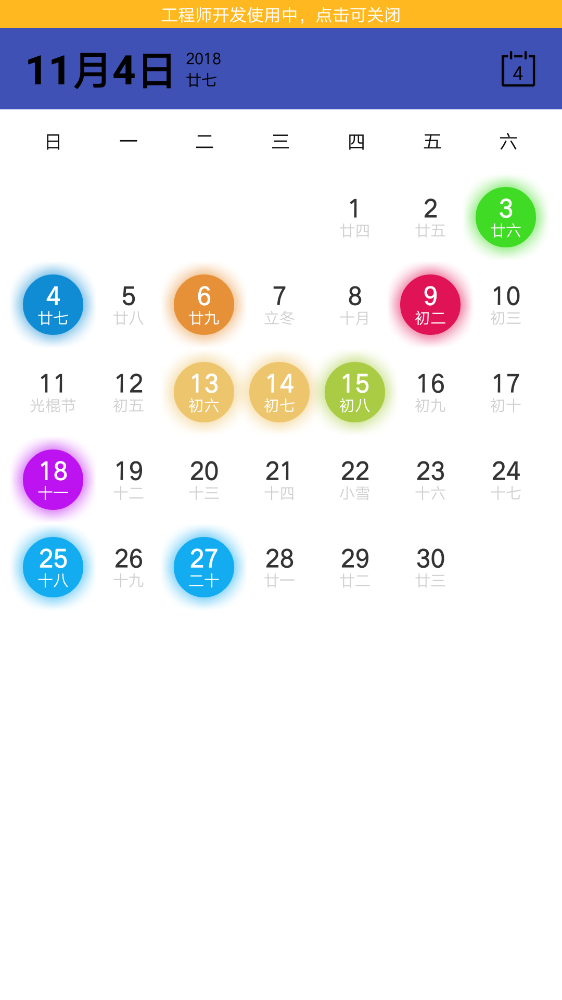 工程师开发使用中，点击可关闭
11月4日
2018
廿七
4
日 一 二 三 四 五 六
1 2 3
廿四 廿五 廿六
4 5 6 7 8 9 10
廿七 廿八 廿九 立冬 十月 初二 初三
11 12 13 14 15 16 17
光棍节 初五 初六 初七 初八 初九 初十
18 19 20 21 22 23 24
十一 十二 十三 十四 小雪 十六 十七
25 26 27 28 29 30
十八 十九 二十 廿一 廿二 廿三